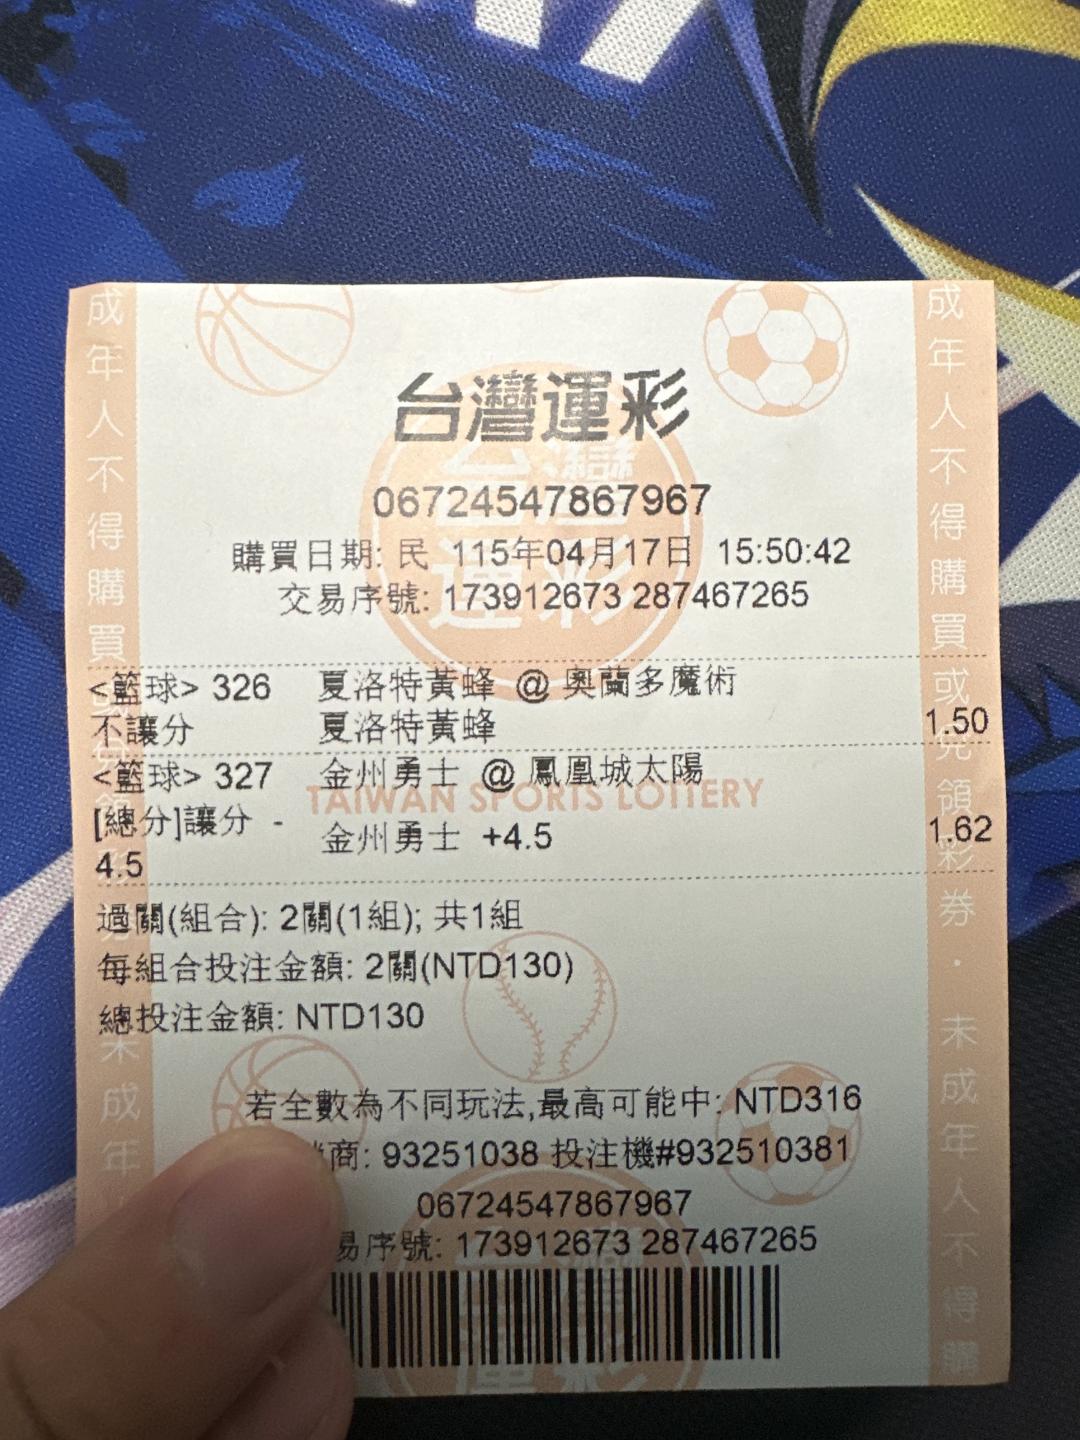 台灣運彩
06724547867967
購買日期: 民 115年04月17日 15:50:42
交易序號: 173912673 287467265
<籃球> 326 夏洛特黃蜂 @ 奧蘭多魔術
不讓分 夏洛特黃蜂 1.50
<籃球> 327 金州勇士 @ 鳳凰城太陽
TAIWAN SPORTS LOTTERY
[總分]讓分 - 金州勇士 +4.5 1.62
4.5
過關(組合): 2關(1組); 共1組
每組合投注金額: 2關(NTD130)
總投注金額: NTD130
若全數為不同玩法,最高可能中: NTD316
商: 93251038 投注機#932510381
06724547867967
易序號: 173912673 287467265
成年人不得購買或
未成年
成年人不得購買或兌領彩券·未成年人不得購
台灣運彩